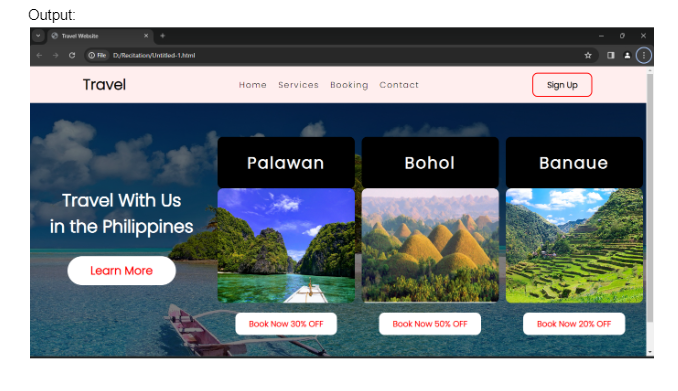 Output:
Travel Website
File D:/Recitation/Untitled-1.html
Travel Home Services Booking Contact Sign Up
Palawan Bohol Banaue
Travel With Us
in the Philippines
Learn More
Book Now 30% OFF Book Now 50% OFF Book Now 20% OFF